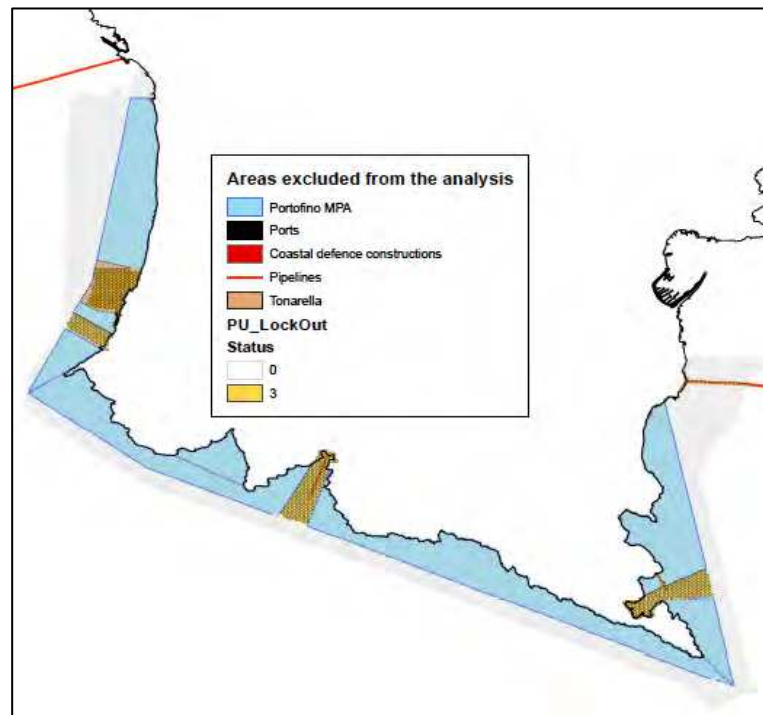 Areas excluded from the analysis
Portofino MPA
Ports
Coastal defence constructions
Pipelines
Tonarella
PU_LockOut
Status
0
3